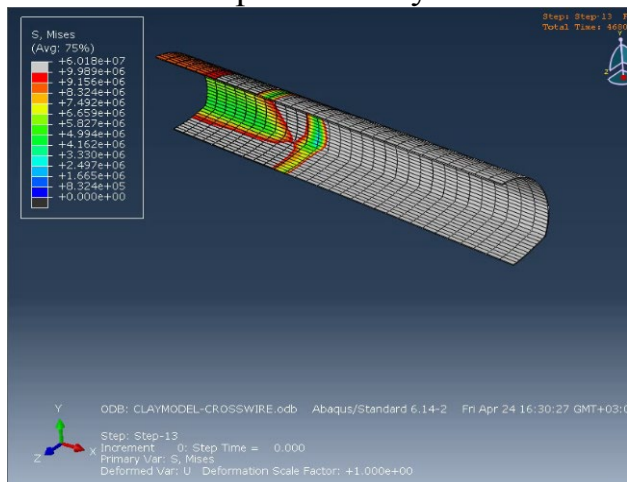 S, Mises
(Avg: 75%)
+6.018e+07
+9.989e+06
+9.156e+06
+8.324e+06
+7.492e+06
+6.659e+06
+5.827e+06
+4.994e+06
+4.162e+06
+3.330e+06
+2.497e+06
+1.665e+06
+8.324e+05
+0.000e+00
Step: Step-13 F
Total Time: 4680
Y
Z
Y
Z
X
ODB: CLAYMODEL-CROSSWIRE.odb Abaqus/Standard 6.14-2 Fri Apr 24 16:30:27 GMT+03:0
Step: Step-13
Increment 0: Step Time = 0.000
Primary Var: S, Mises
Deformed Var: U Deformation Scale Factor: +1.000e+00